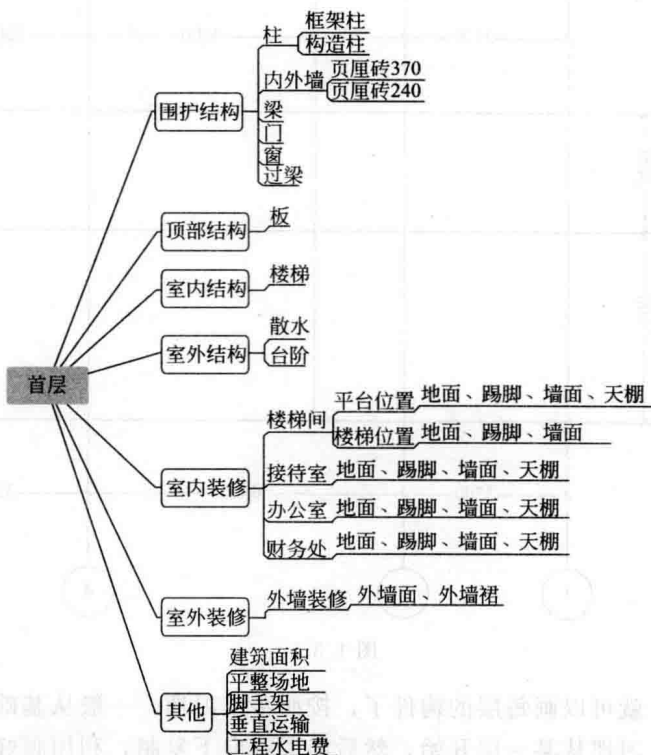 框架柱
柱
构造柱
内外墙
页厘砖370
页厘砖240
围护结构
梁
门
窗
过梁
顶部结构
板
室内结构
楼梯
室外结构
散水
台阶
首层
楼梯间
平台位置
地面、踢脚、墙面、天棚
楼梯位置
地面、踢脚、墙面
室内装修
接待室
地面、踢脚、墙面、天棚
办公室
地面、踢脚、墙面、天棚
财务处
地面、踢脚、墙面、天棚
室外装修
外墙装修
外墙面、外墙裙
其他
建筑面积
平整场地
脚手架
垂直运输
工程水电费